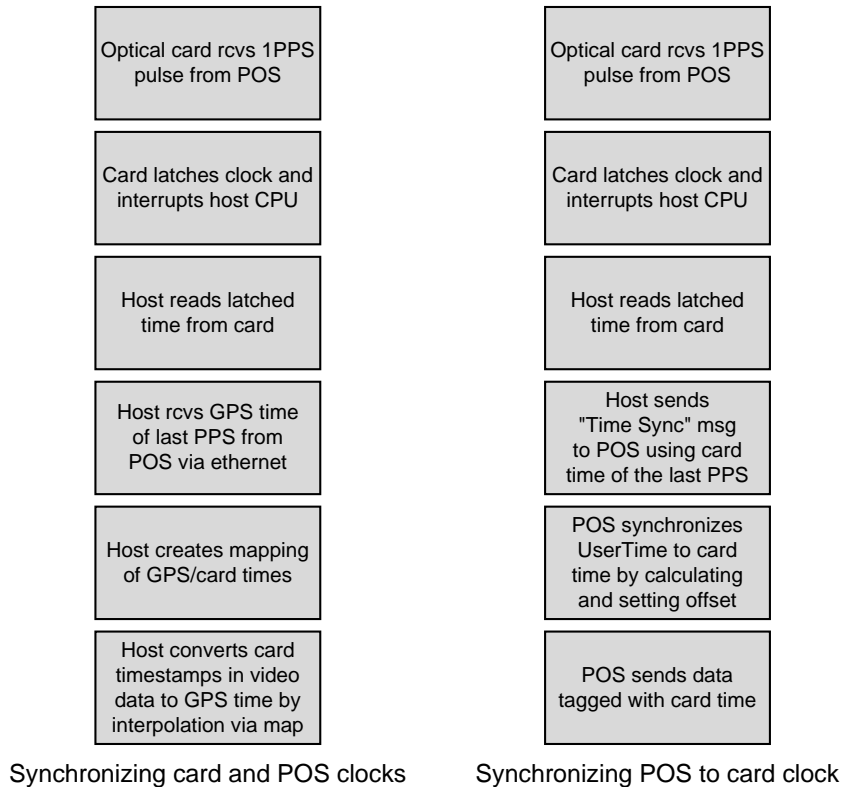 Optical card rcvs 1PPS
pulse from POS
Card latches clock and
interrupts host CPU
Host reads latched
time from card
Host rcvs GPS time
of last PPS from
POS via ethernet
Host creates mapping
of GPS/card times
Host converts card
timestamps in video
data to GPS time by
interpolation via map
Synchronizing card and POS clocks
Optical card rcvs 1PPS
pulse from POS
Card latches clock and
interrupts host CPU
Host reads latched
time from card
Host sends
"Time Sync" msg
to POS using card
time of the last PPS
POS synchronizes
UserTime to card
time by calculating
and setting offset
POS sends data
tagged with card time
Synchronizing POS to card clock